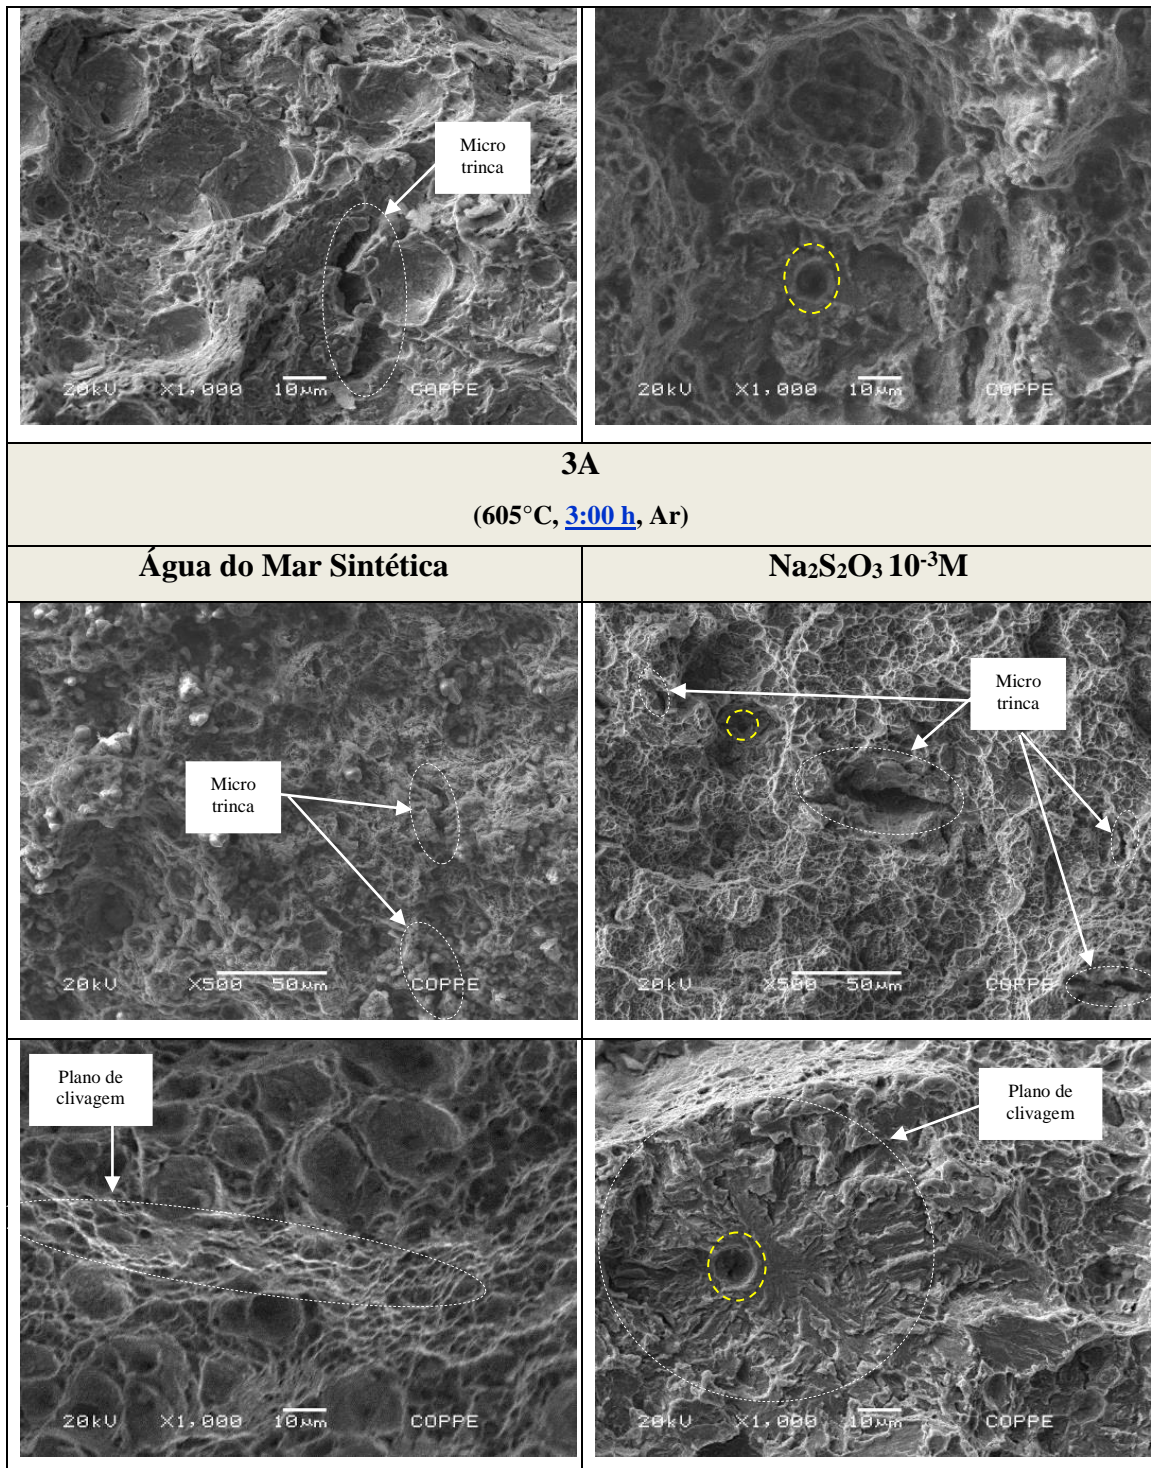 Micro
trinca
20kV X1,000 10µm COPPE
20kV X1,000 10µm COPPE
3A
(605°C, 3:00 h, Ar)
Água do Mar Sintética
Na₂S₂O₃ 10⁻³M
Micro
trinca
20kV X500 50µm COPPE
Micro
trinca
20kV X500 50µm COPPE
Plano de
clivagem
20kV X1,000 10µm COPPE
Plano de
clivagem
20kV X1,000 10µm COPPE